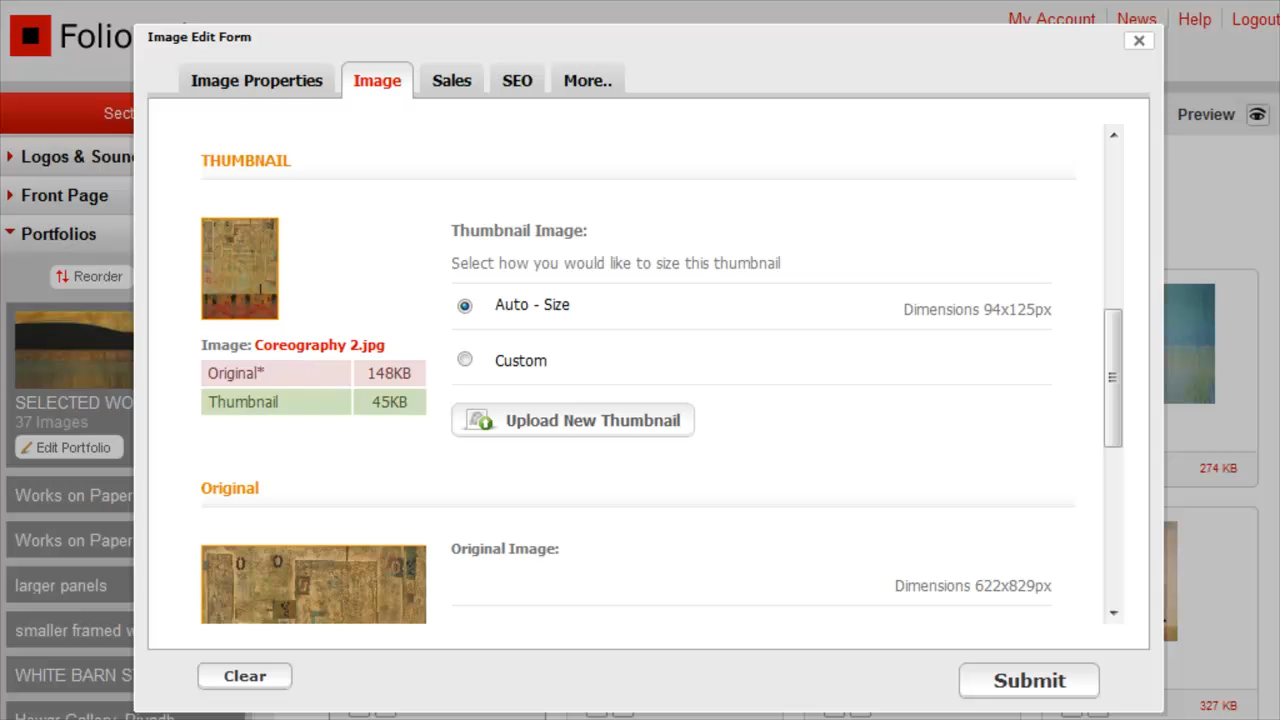 Folio
My Account
News
Help
Logout
Image Edit Form
Image Properties
Image
Sales
SEO
More..
Preview
Sect
Logos & Soun
Front Page
Portfolios
Reorder
SELECTED WO
37 Images
Edit Portfolio
Works on Paper
Works on Paper
larger panels
smaller framed w
WHITE BARN S
THUMBNAIL
Thumbnail Image:
Select how you would like to size this thumbnail
Auto - Size
Dimensions 94x125px
Custom
Image: Coreography 2.jpg
Original* 148KB
Thumbnail 45KB
Upload New Thumbnail
Original
Original Image:
Dimensions 622x829px
274 KB
327 KB
Clear
Submit